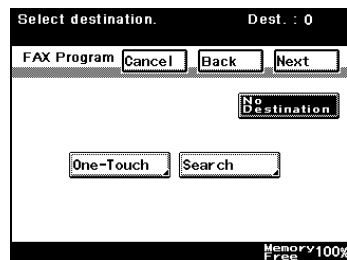 Select destination. Dest. : 0
FAX Program Cancel Back Next
No
Destination
One-Touch Search
Memory 100%
Free